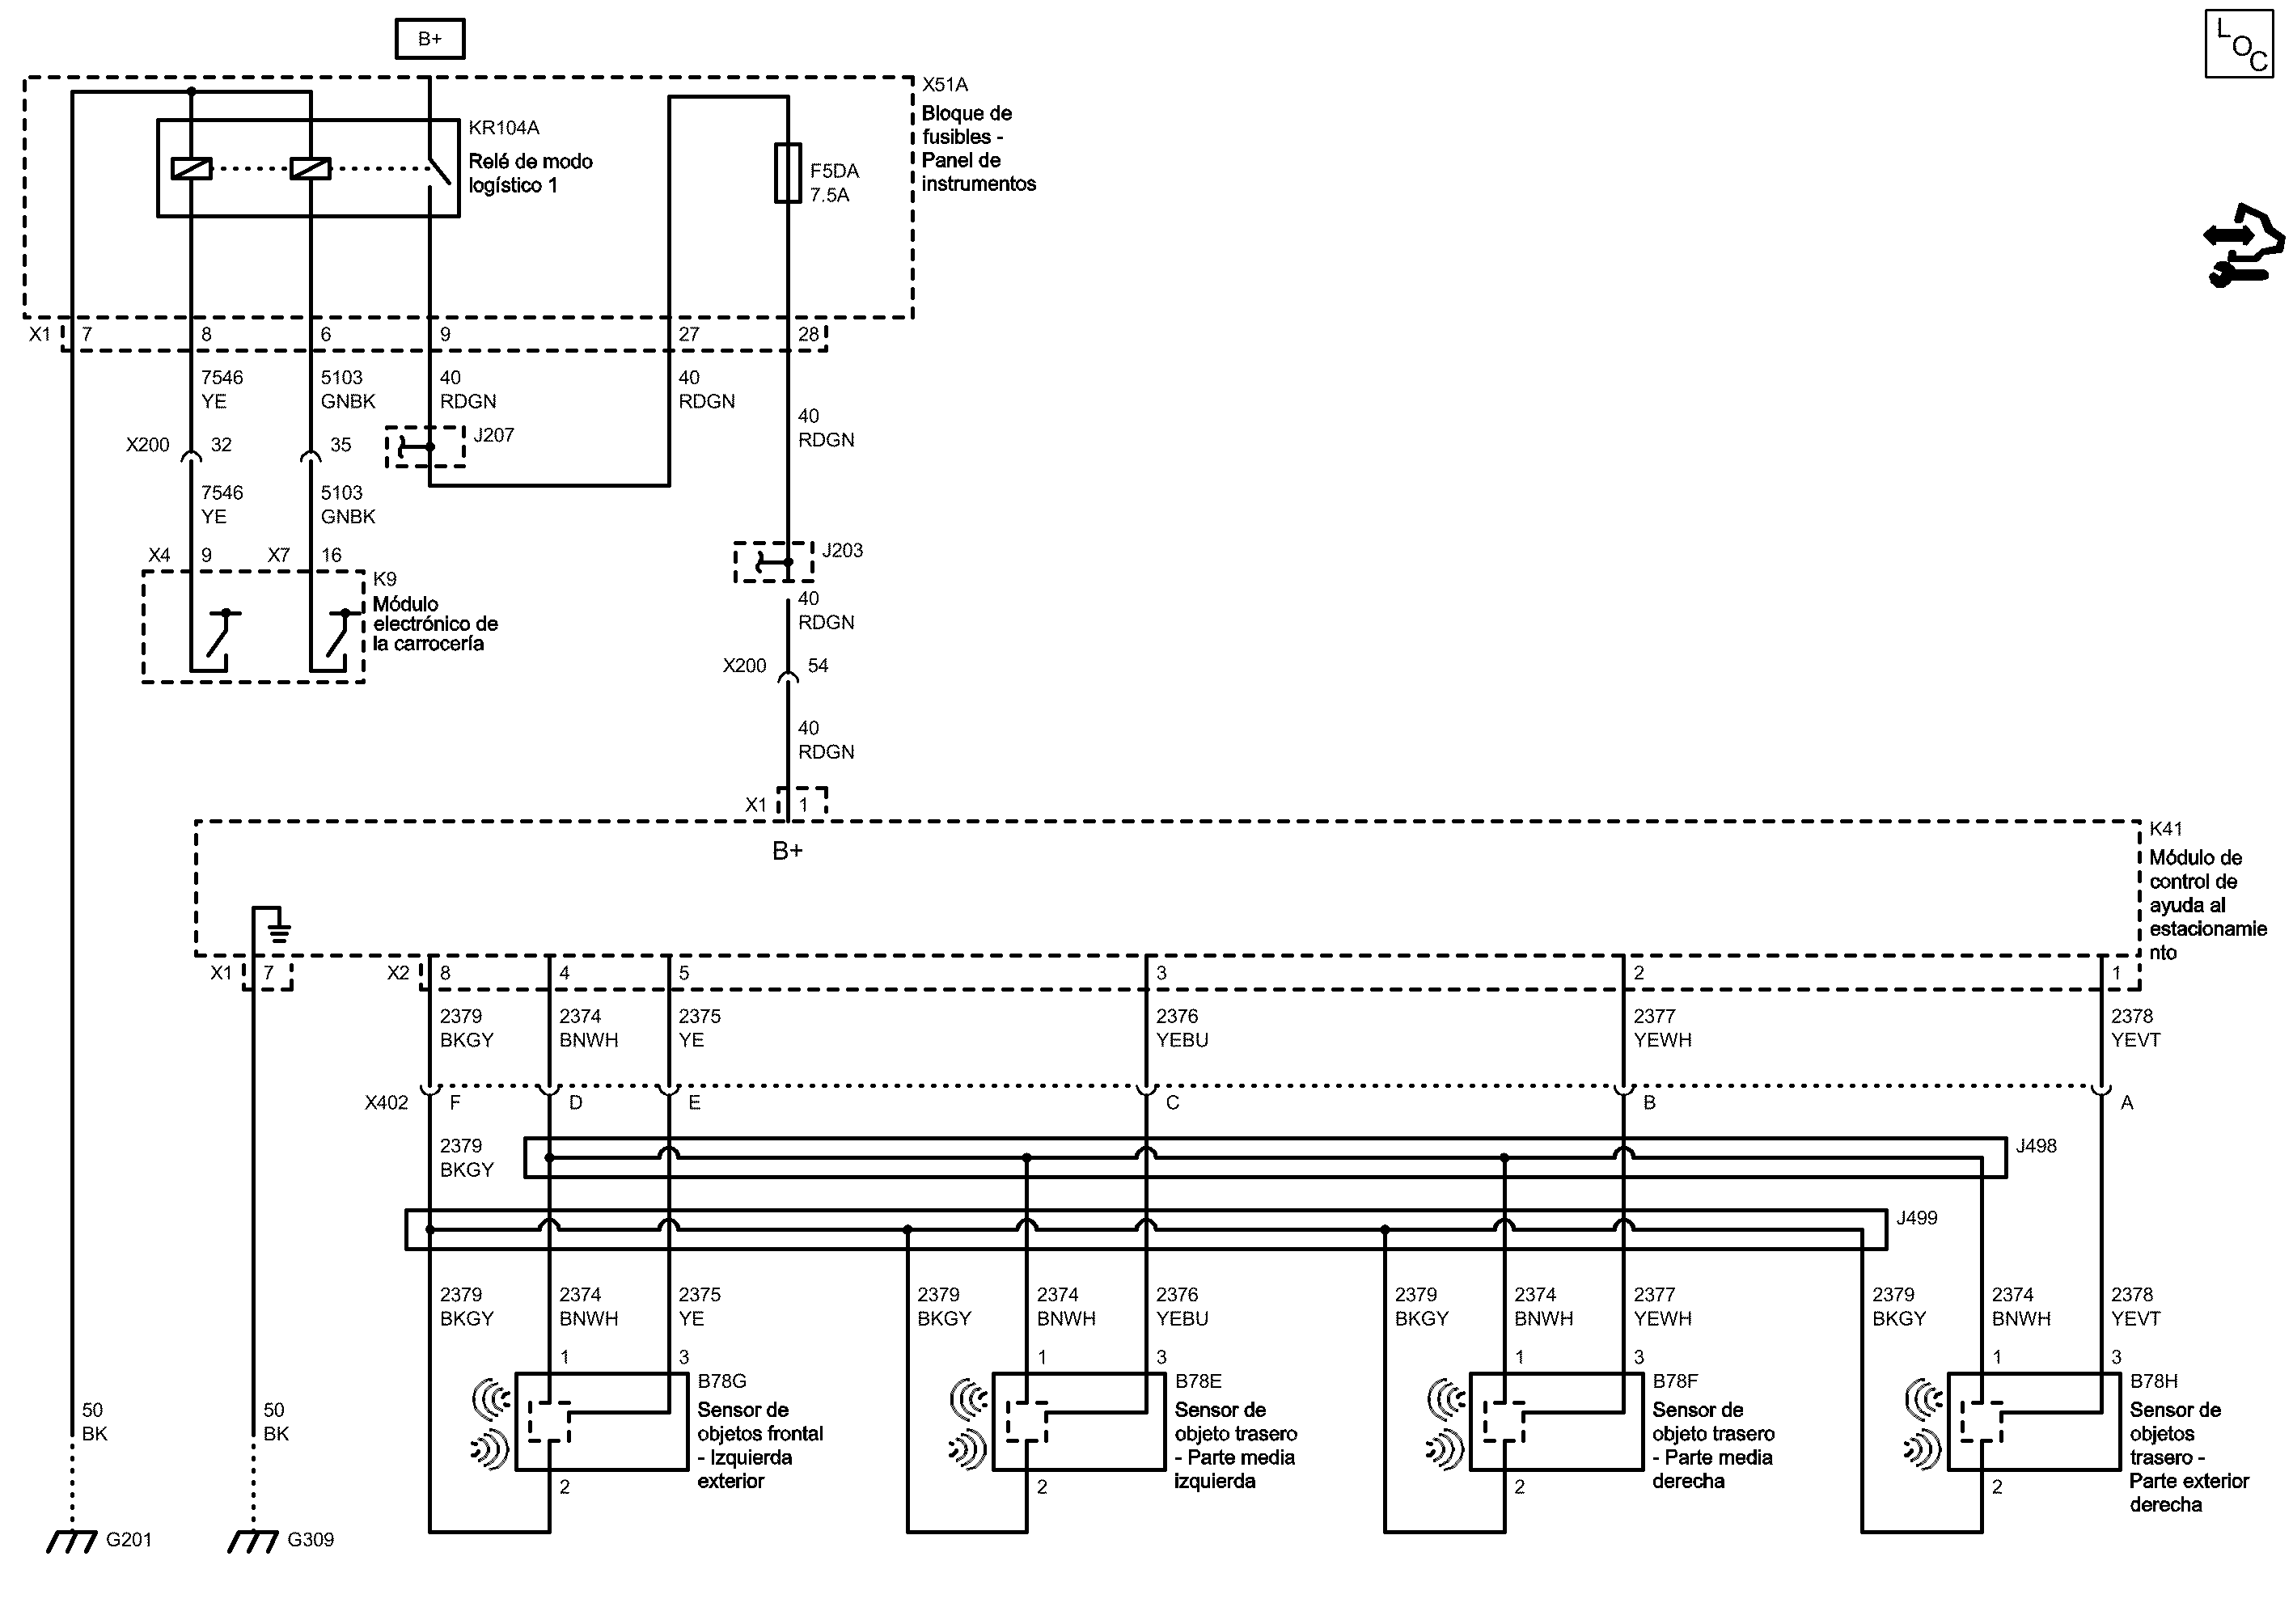 B+
LOC
X51A
Bloque de
fusibles -
Panel de
instrumentos
KR104A
Relé de modo
logístico 1
F5DA
7.5A
X1 7 8 6 9 27 28
7546 5103 40 40
YE GNBK RDGN RDGN
40
RDGN
X200 32 35 J207
7546 5103
YE GNBK
X4 9 X7 16 J203
K9
Módulo
electrónico de
la carrocería
40
RDGN
X200 54
40
RDGN
X1 1
B+
K41
Módulo de
control de
ayuda al
estacionamie
nto
X1 7 X2 8 4 5 3 2 1
2379 2374 2375 2376 2377 2378
BKGY BNWH YE YEBU YEWH YEVT
X402 F D E C B A
2379
BKGY
J498
J499
2379 2374 2375 2379 2374 2376 2379 2374 2377 2379 2374 2378
BKGY BNWH YE BKGY BNWH YEBU BKGY BNWH YEWH BKGY BNWH YEVT
1 3 1 3 1 3 1 3
B78G
Sensor de
objetos frontal
- Izquierda
exterior
B78E
Sensor de
objeto trasero
- Parte media
izquierda
B78F
Sensor de
objeto trasero
- Parte media
derecha
B78H
Sensor de
objetos
trasero -
Parte exterior
derecha
50 50
BK BK
2 2 2 2
G201 G309